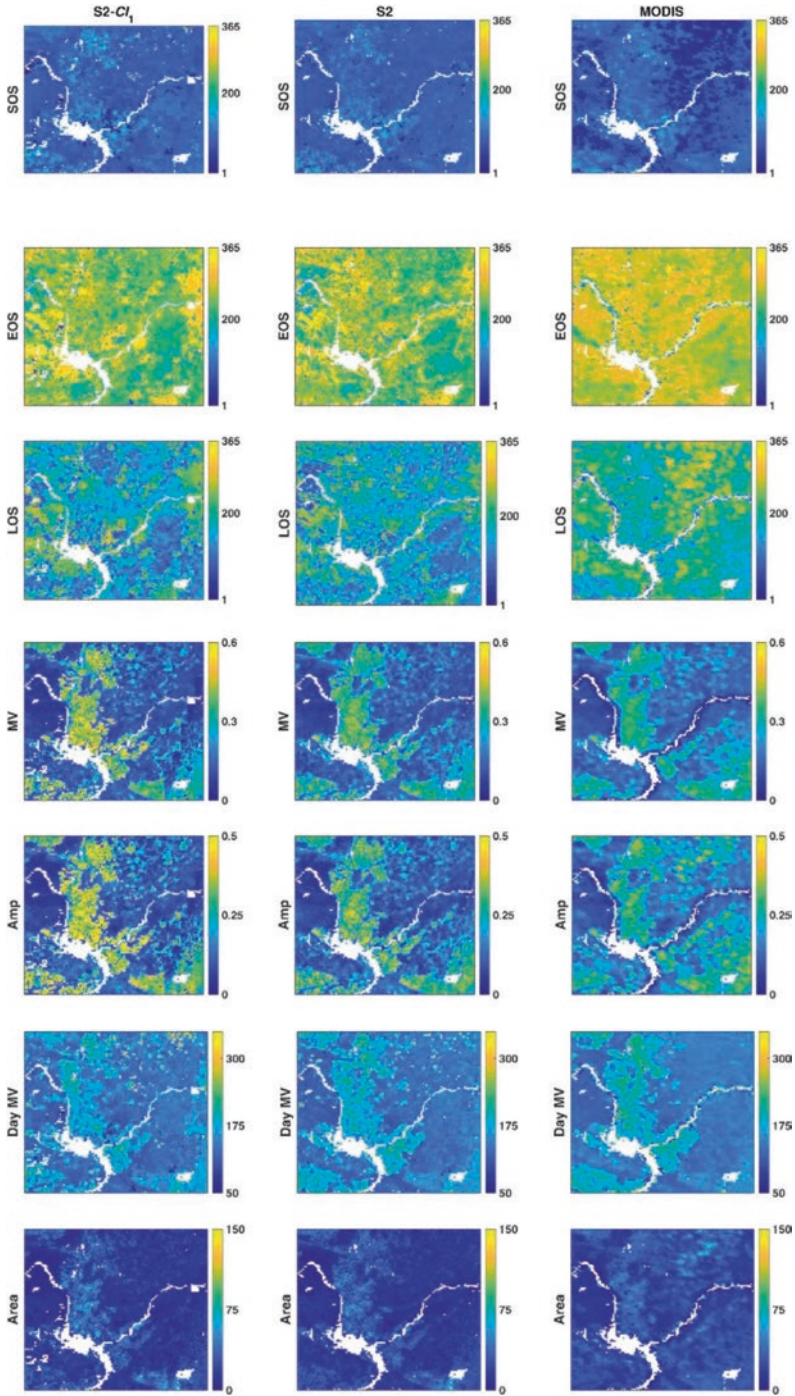 S2-CI1 S2 MODIS
SOS 365 200 1 SOS 365 200 1 SOS 365 200 1
EOS 365 200 1 EOS 365 200 1 EOS 365 200 1
LOS 365 200 1 LOS 365 200 1 LOS 365 200 1
MV 0.6 0.3 0 MV 0.6 0.3 0 MV 0.6 0.3 0
Amp 0.5 0.25 0 Amp 0.5 0.25 0 Amp 0.5 0.25 0
Day MV 300 175 50 Day MV 300 175 50 Day MV 300 175 50
Area 150 75 0 Area 150 75 0 Area 150 75 0